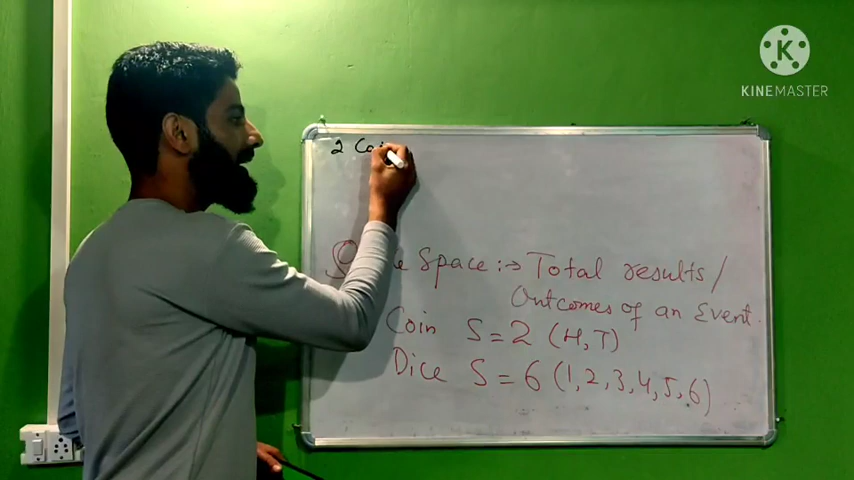 K
KINEMASTER
2 Coi
Space :→ Total results /
Outcomes of an Event.
Coin S = 2 (H, T)
Dice S = 6 (1, 2, 3, 4, 5, 6)